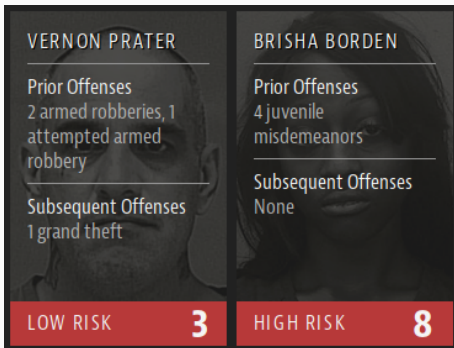 VERNON PRATER
Prior Offenses
2 armed robberies, 1
attempted armed
robbery
Subsequent Offenses
1 grand theft
LOW RISK 3
BRISHA BORDEN
Prior Offenses
4 juvenile
misdemeanors
Subsequent Offenses
None
HIGH RISK 8